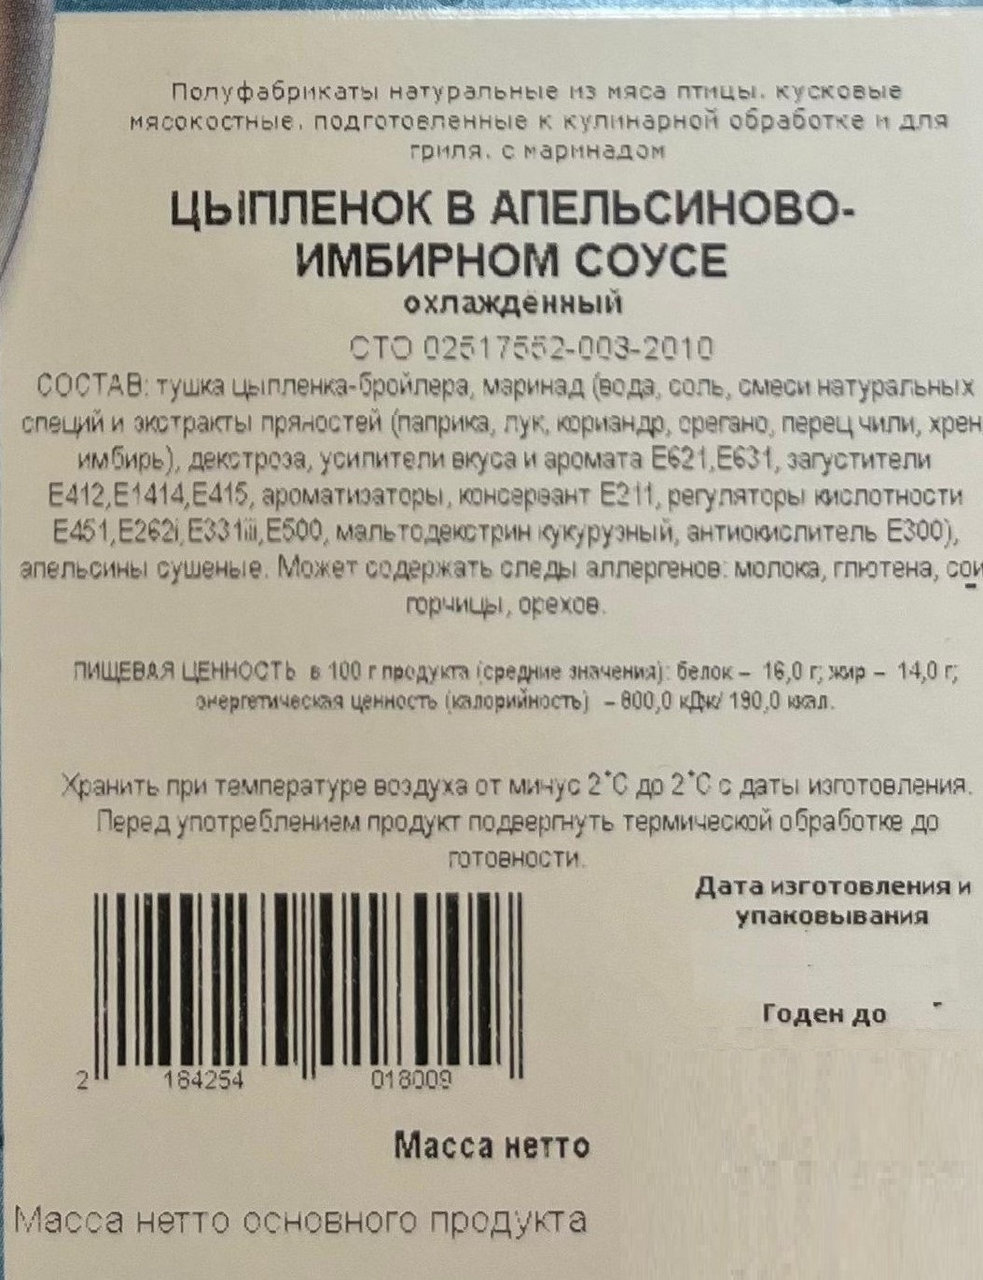 Полуфабрикаты натуральные из мяса птицы, кусковые
мясокостные, подготовленные к кулинарной обработке и для
гриля, с маринадом
ЦЫПЛЕНОК В АПЕЛЬСИНОВО-
ИМБИРНОМ СОУСЕ
охлаждённый
СТО 02517552-003-2010
СОСТАВ: тушка цыпленка-бройлера, маринад (вода, соль, смеси натуральных
специй и экстракты пряностей (паприка, лук, кориандр, орегано, перец чили, хрен
имбирь), декстроза, усилители вкуса и аромата Е621,Е631, загустители
Е412,Е1414,Е415, ароматизаторы, консервант Е211, регуляторы кислотности
Е451,Е262i,Е331iii,Е500, мальтодекстрин кукурузный, антиокислитель Е300),
апельсины сушеные. Может содержать следы аллергенов: молока, глютена, сои
горчицы, орехов.
ПИЩЕВАЯ ЦЕННОСТЬ в 100 г продукта (средние значения): белок – 16,0 г; жир – 14,0 г;
энергетическая ценность (калорийность) – 800,0 кДж/ 190,0 ккал.
Хранить при температуре воздуха от минус 2˚С до 2˚С с даты изготовления.
Перед употреблением продукт подвергнуть термической обработке до
готовности.
Дата изготовления и
упаковывания
Годен до
2 184254 018009
Масса нетто
Масса нетто основного продукта